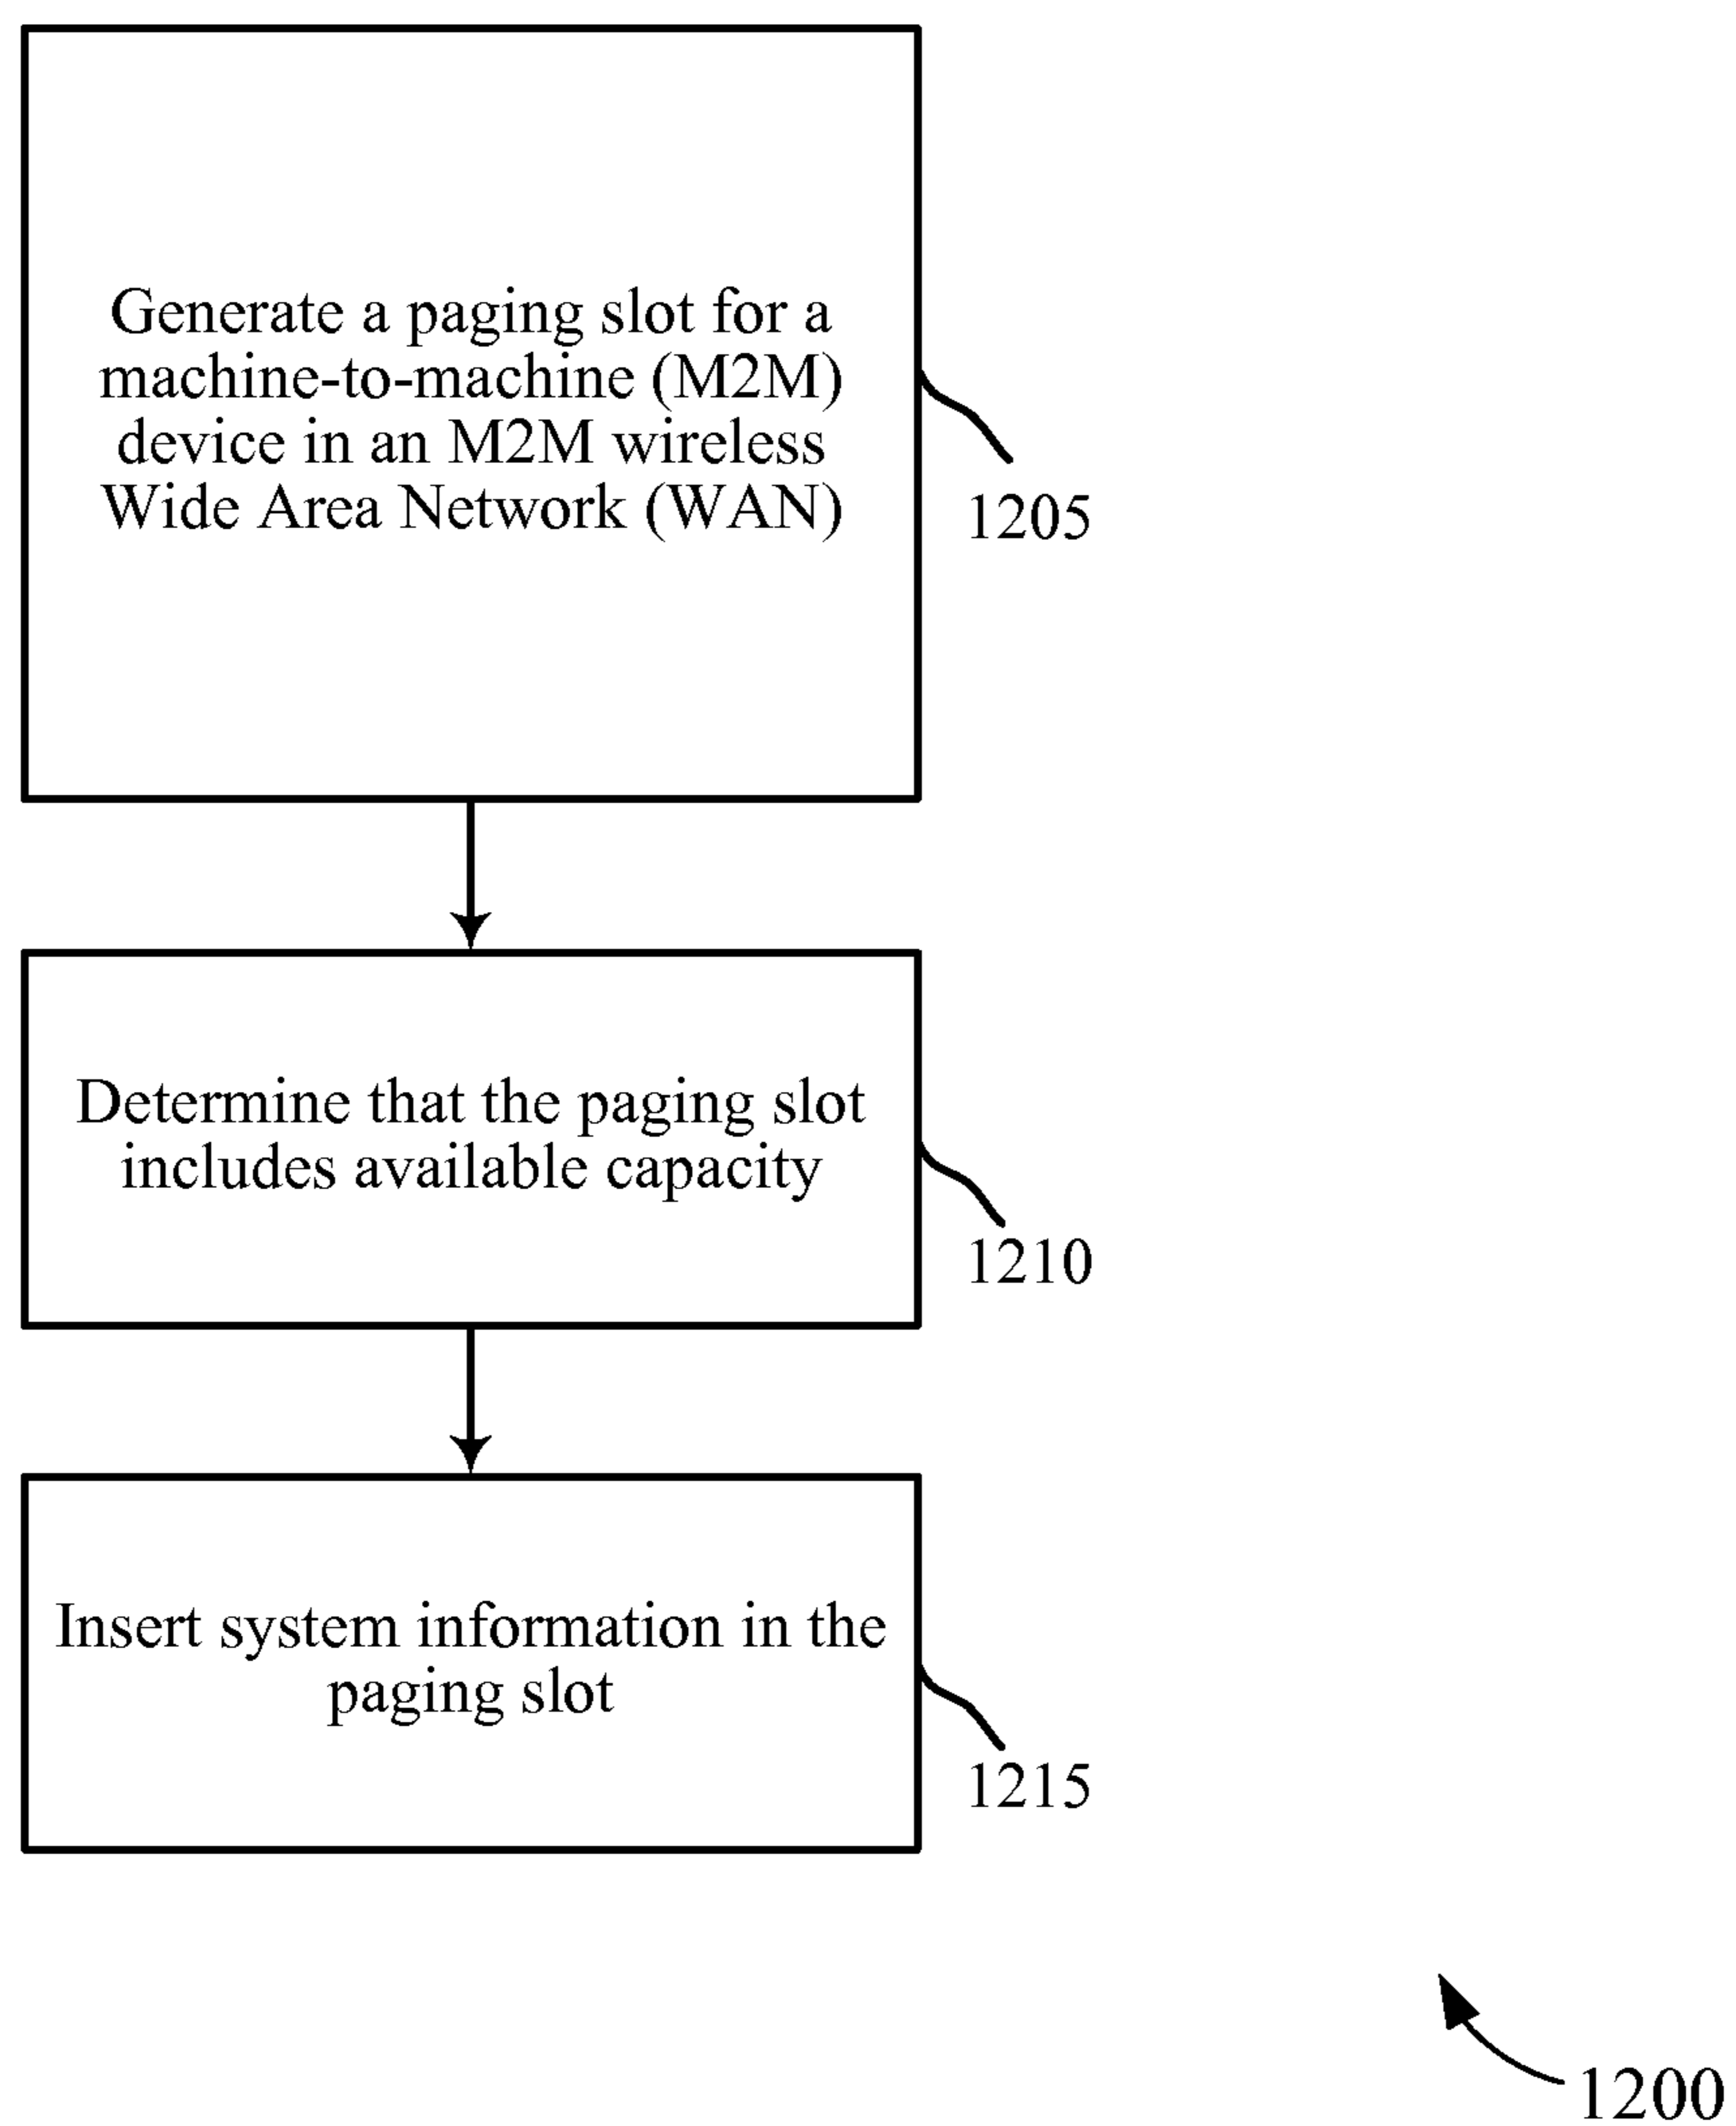 Generate a paging slot for a
machine-to-machine (M2M)
device in an M2M wireless
Wide Area Network (WAN)
1205
Determine that the paging slot
includes available capacity
1210
Insert system information in the
paging slot
1215
1200